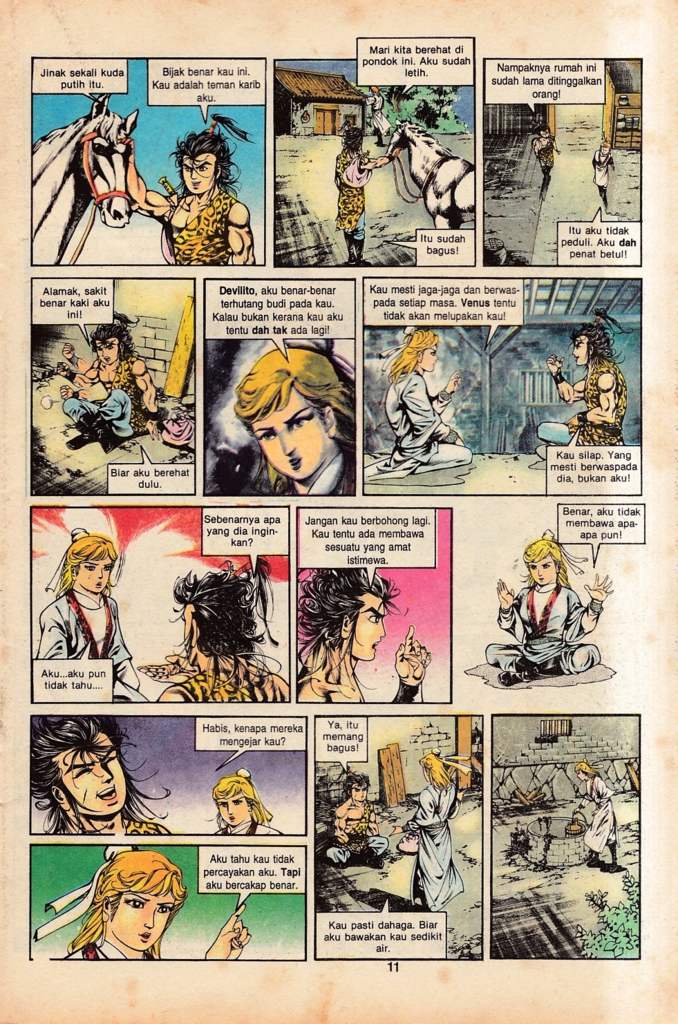 Jinak sekali kuda
putih itu.
Bijak benar kau ini.
Kau adalah teman karib
aku.
Mari kita berehat di
pondok ini. Aku sudah
letih.
Itu sudah
bagus!
Nampaknya rumah ini
sudah lama ditinggalkan
orang!
Itu aku tidak
peduli. Aku dah
penat betul!
Alamak, sakit
benar kaki aku
ini!
Biar aku berehat
dulu.
Devilito, aku benar-benar
terhutang budi pada kau.
Kalau bukan kerana kau aku
tentu dah tak ada lagi!
Kau mesti jaga-jaga dan berwas-
pada setiap masa. Venus tentu
tidak akan melupakan kau!
Kau silap. Yang
mesti berwaspada
dia, bukan aku!
Sebenarnya apa
yang dia ingin-
kan?
Aku...aku pun
tidak tahu....
Jangan kau berbohong lagi.
Kau tentu ada membawa
sesuatu yang amat
istimewa.
Benar, aku tidak
membawa apa-
apa pun!
Habis, kenapa mereka
mengejar kau?
Aku tahu kau tidak
percayakan aku. Tapi
aku bercakap benar.
Ya, itu
memang
bagus!
Kau pasti dahaga. Biar
aku bawakan kau sedikit
air.
11